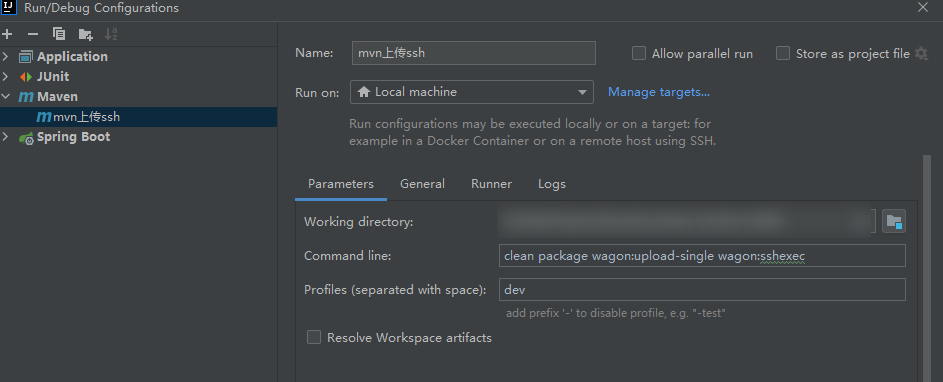 Run/Debug Configurations
Application
JUnit
Maven
mvn上传ssh
Spring Boot
Name:
mvn上传ssh
Allow parallel run
Store as project file
Run on:
Local machine
Manage targets...
Run configurations may be executed locally or on a target: for
example in a Docker Container or on a remote host using SSH.
Parameters
General
Runner
Logs
Working directory:
Command line:
clean package wagon:upload-single wagon:sshexec
Profiles (separated with space):
dev
add prefix '-' to disable profile, e.g. "-test"
Resolve Workspace artifacts